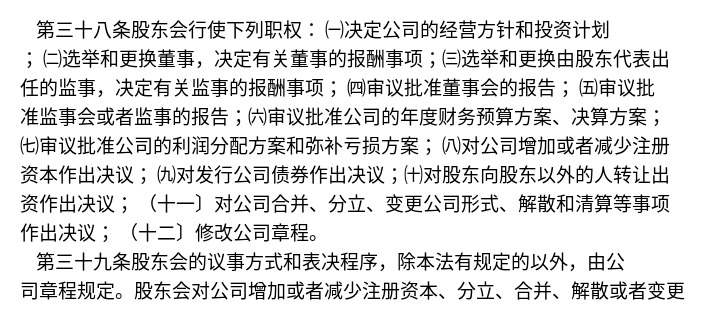 第三十八条股东会行使下列职权：㈠决定公司的经营方针和投资计划
；㈡选举和更换董事，决定有关董事的报酬事项；㈢选举和更换由股东代表出
任的监事，决定有关监事的报酬事项；㈣审议批准董事会的报告；㈤审议批
准监事会或者监事的报告；㈥审议批准公司的年度财务预算方案、决算方案；
㈦审议批准公司的利润分配方案和弥补亏损方案；㈧对公司增加或者减少注册
资本作出决议；㈨对发行公司债券作出决议；㈩对股东向股东以外的人转让出
资作出决议；（十一〕对公司合并、分立、变更公司形式、解散和清算等事项
作出决议；（十二〕修改公司章程。
第三十九条股东会的议事方式和表决程序，除本法有规定的以外，由公
司章程规定。股东会对公司增加或者减少注册资本、分立、合并、解散或者变更